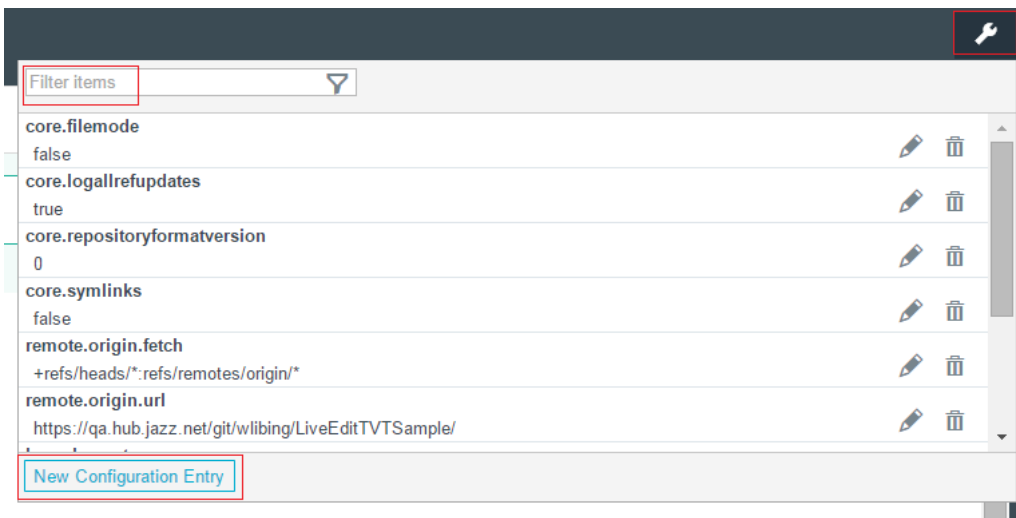 Filter items
core.filemode
false
core.logallrefupdates
true
core.repositoryformatversion
0
core.symlinks
false
remote.origin.fetch
+refs/heads/*:refs/remotes/origin/*
remote.origin.url
https://qa.hub.jazz.net/git/wlibing/LiveEditTVTSample/
New Configuration Entry